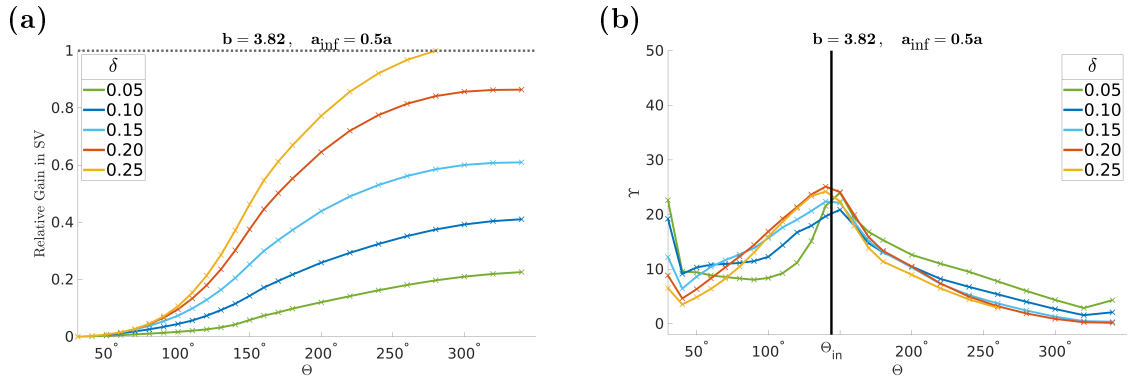 (a)
b = 3.82 ,   a_inf = 0.5a
Relative Gain in SV
1
0.8
0.6
0.4
0.2
0
δ
0.05
0.10
0.15
0.20
0.25
50° 100° 150° 200° 250° 300°
Θ
(b)
b = 3.82 ,   a_inf = 0.5a
ϒ
50
40
30
20
10
0
δ
0.05
0.10
0.15
0.20
0.25
50° 100° Θ_in 200° 250° 300°
Θ